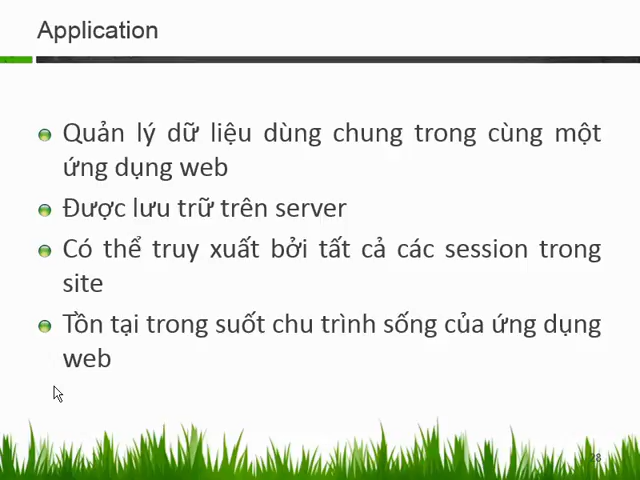 Application
Quản lý dữ liệu dùng chung trong cùng một
ứng dụng web
Được lưu trữ trên server
Có thể truy xuất bởi tất cả các session trong
site
Tồn tại trong suốt chu trình sống của ứng dụng
web
28